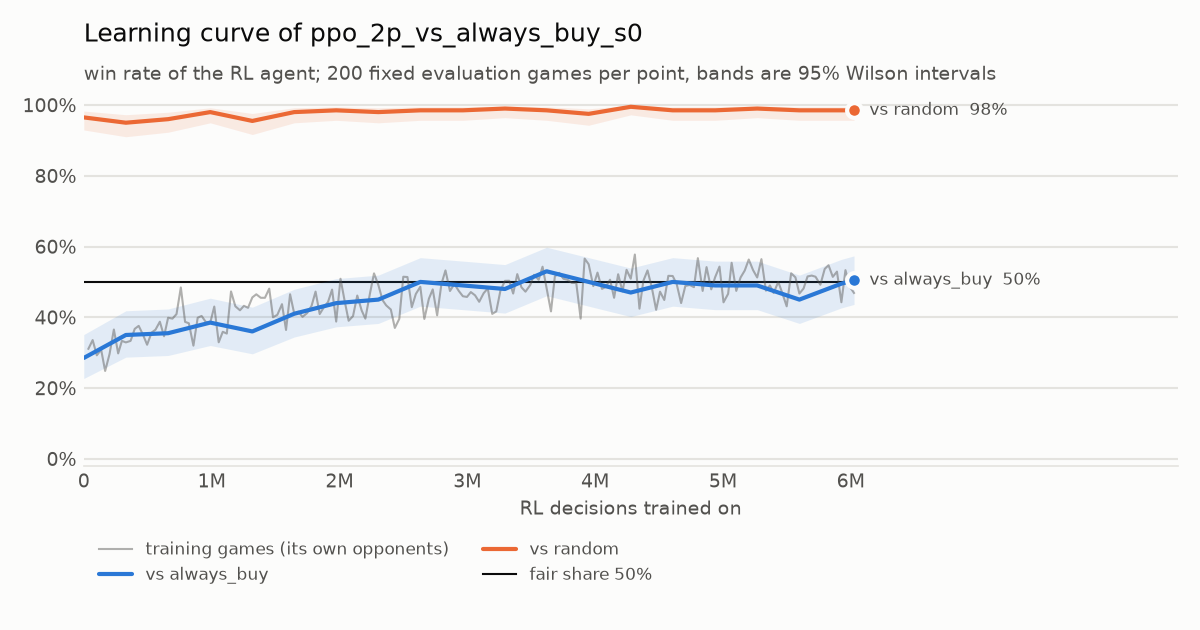 Learning curve of ppo_2p_vs_always_buy_s0
win rate of the RL agent; 200 fixed evaluation games per point, bands are 95% Wilson intervals
100%
vs random 98%
80%
60%
vs always_buy 50%
40%
20%
0%
0 1M 2M 3M 4M 5M 6M
RL decisions trained on
training games (its own opponents)
vs random
vs always_buy
fair share 50%